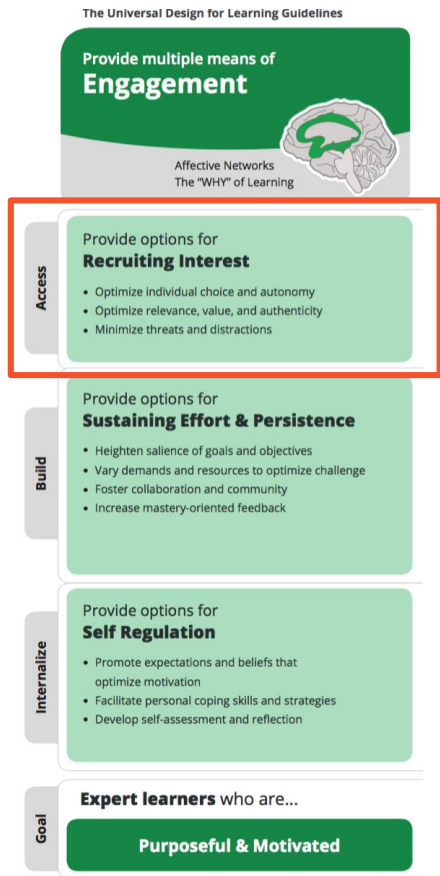 The Universal Design for Learning Guidelines
Provide multiple means of
Engagement
Affective Networks
The “WHY” of Learning
Access
Provide options for
Recruiting Interest
• Optimize individual choice and autonomy
• Optimize relevance, value, and authenticity
• Minimize threats and distractions
Build
Provide options for
Sustaining Effort & Persistence
• Heighten salience of goals and objectives
• Vary demands and resources to optimize challenge
• Foster collaboration and community
• Increase mastery-oriented feedback
Internalize
Provide options for
Self Regulation
• Promote expectations and beliefs that
optimize motivation
• Facilitate personal coping skills and strategies
• Develop self-assessment and reflection
Goal
Expert learners who are...
Purposeful & Motivated